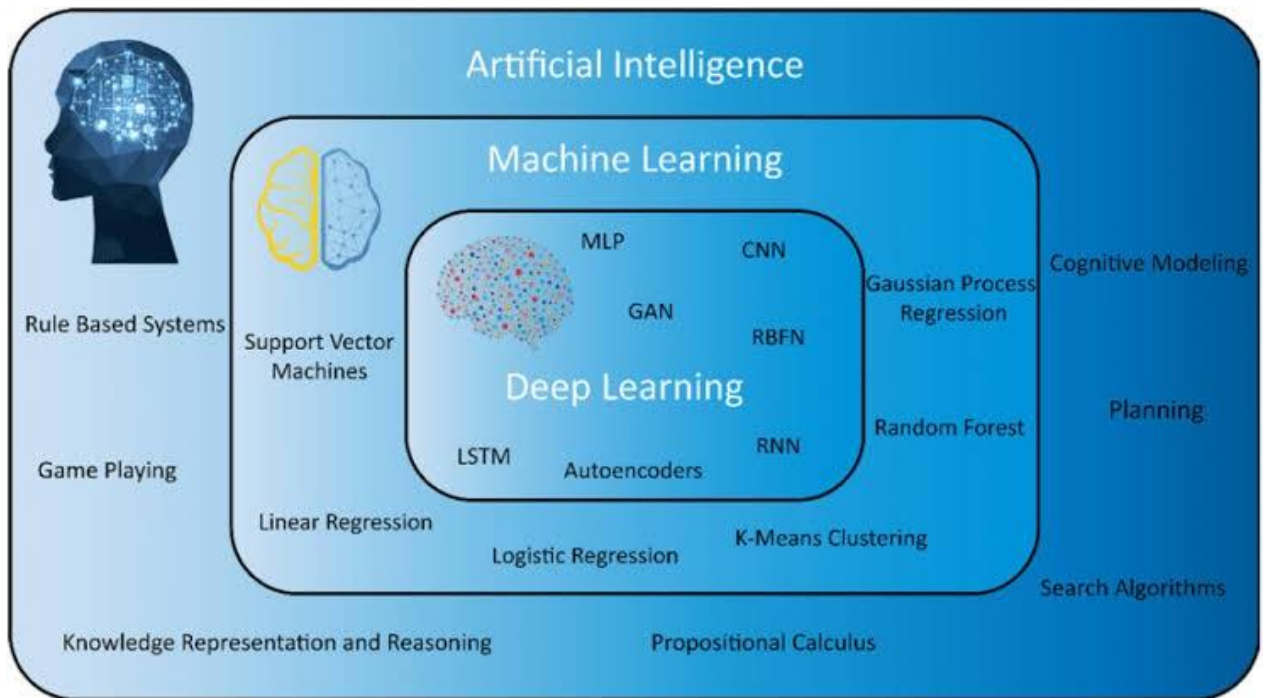 Artificial Intelligence
Machine Learning
MLP
CNN
Cognitive Modeling
Gaussian Process
Regression
GAN
Rule Based Systems
Support Vector
Machines
RBFN
Deep Learning
Planning
Random Forest
RNN
LSTM
Autoencoders
Game Playing
Linear Regression
Logistic Regression
K-Means Clustering
Search Algorithms
Knowledge Representation and Reasoning
Propositional Calculus